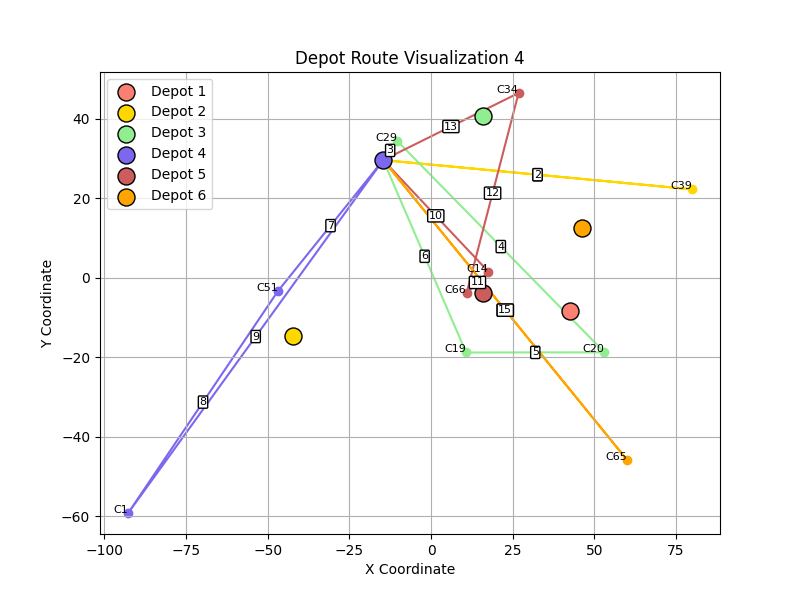 Depot Route Visualization 4
Y Coordinate
40
20
0
−20
−40
−60
Depot 1
Depot 2
Depot 3
Depot 4
Depot 5
Depot 6
C34
13
C29
3
2
C39
12
10
7
4
6
C14
11
C66
C51
15
9
C19
5
C20
8
C65
C1
−100
−75
−50
−25
0
25
50
75
X Coordinate